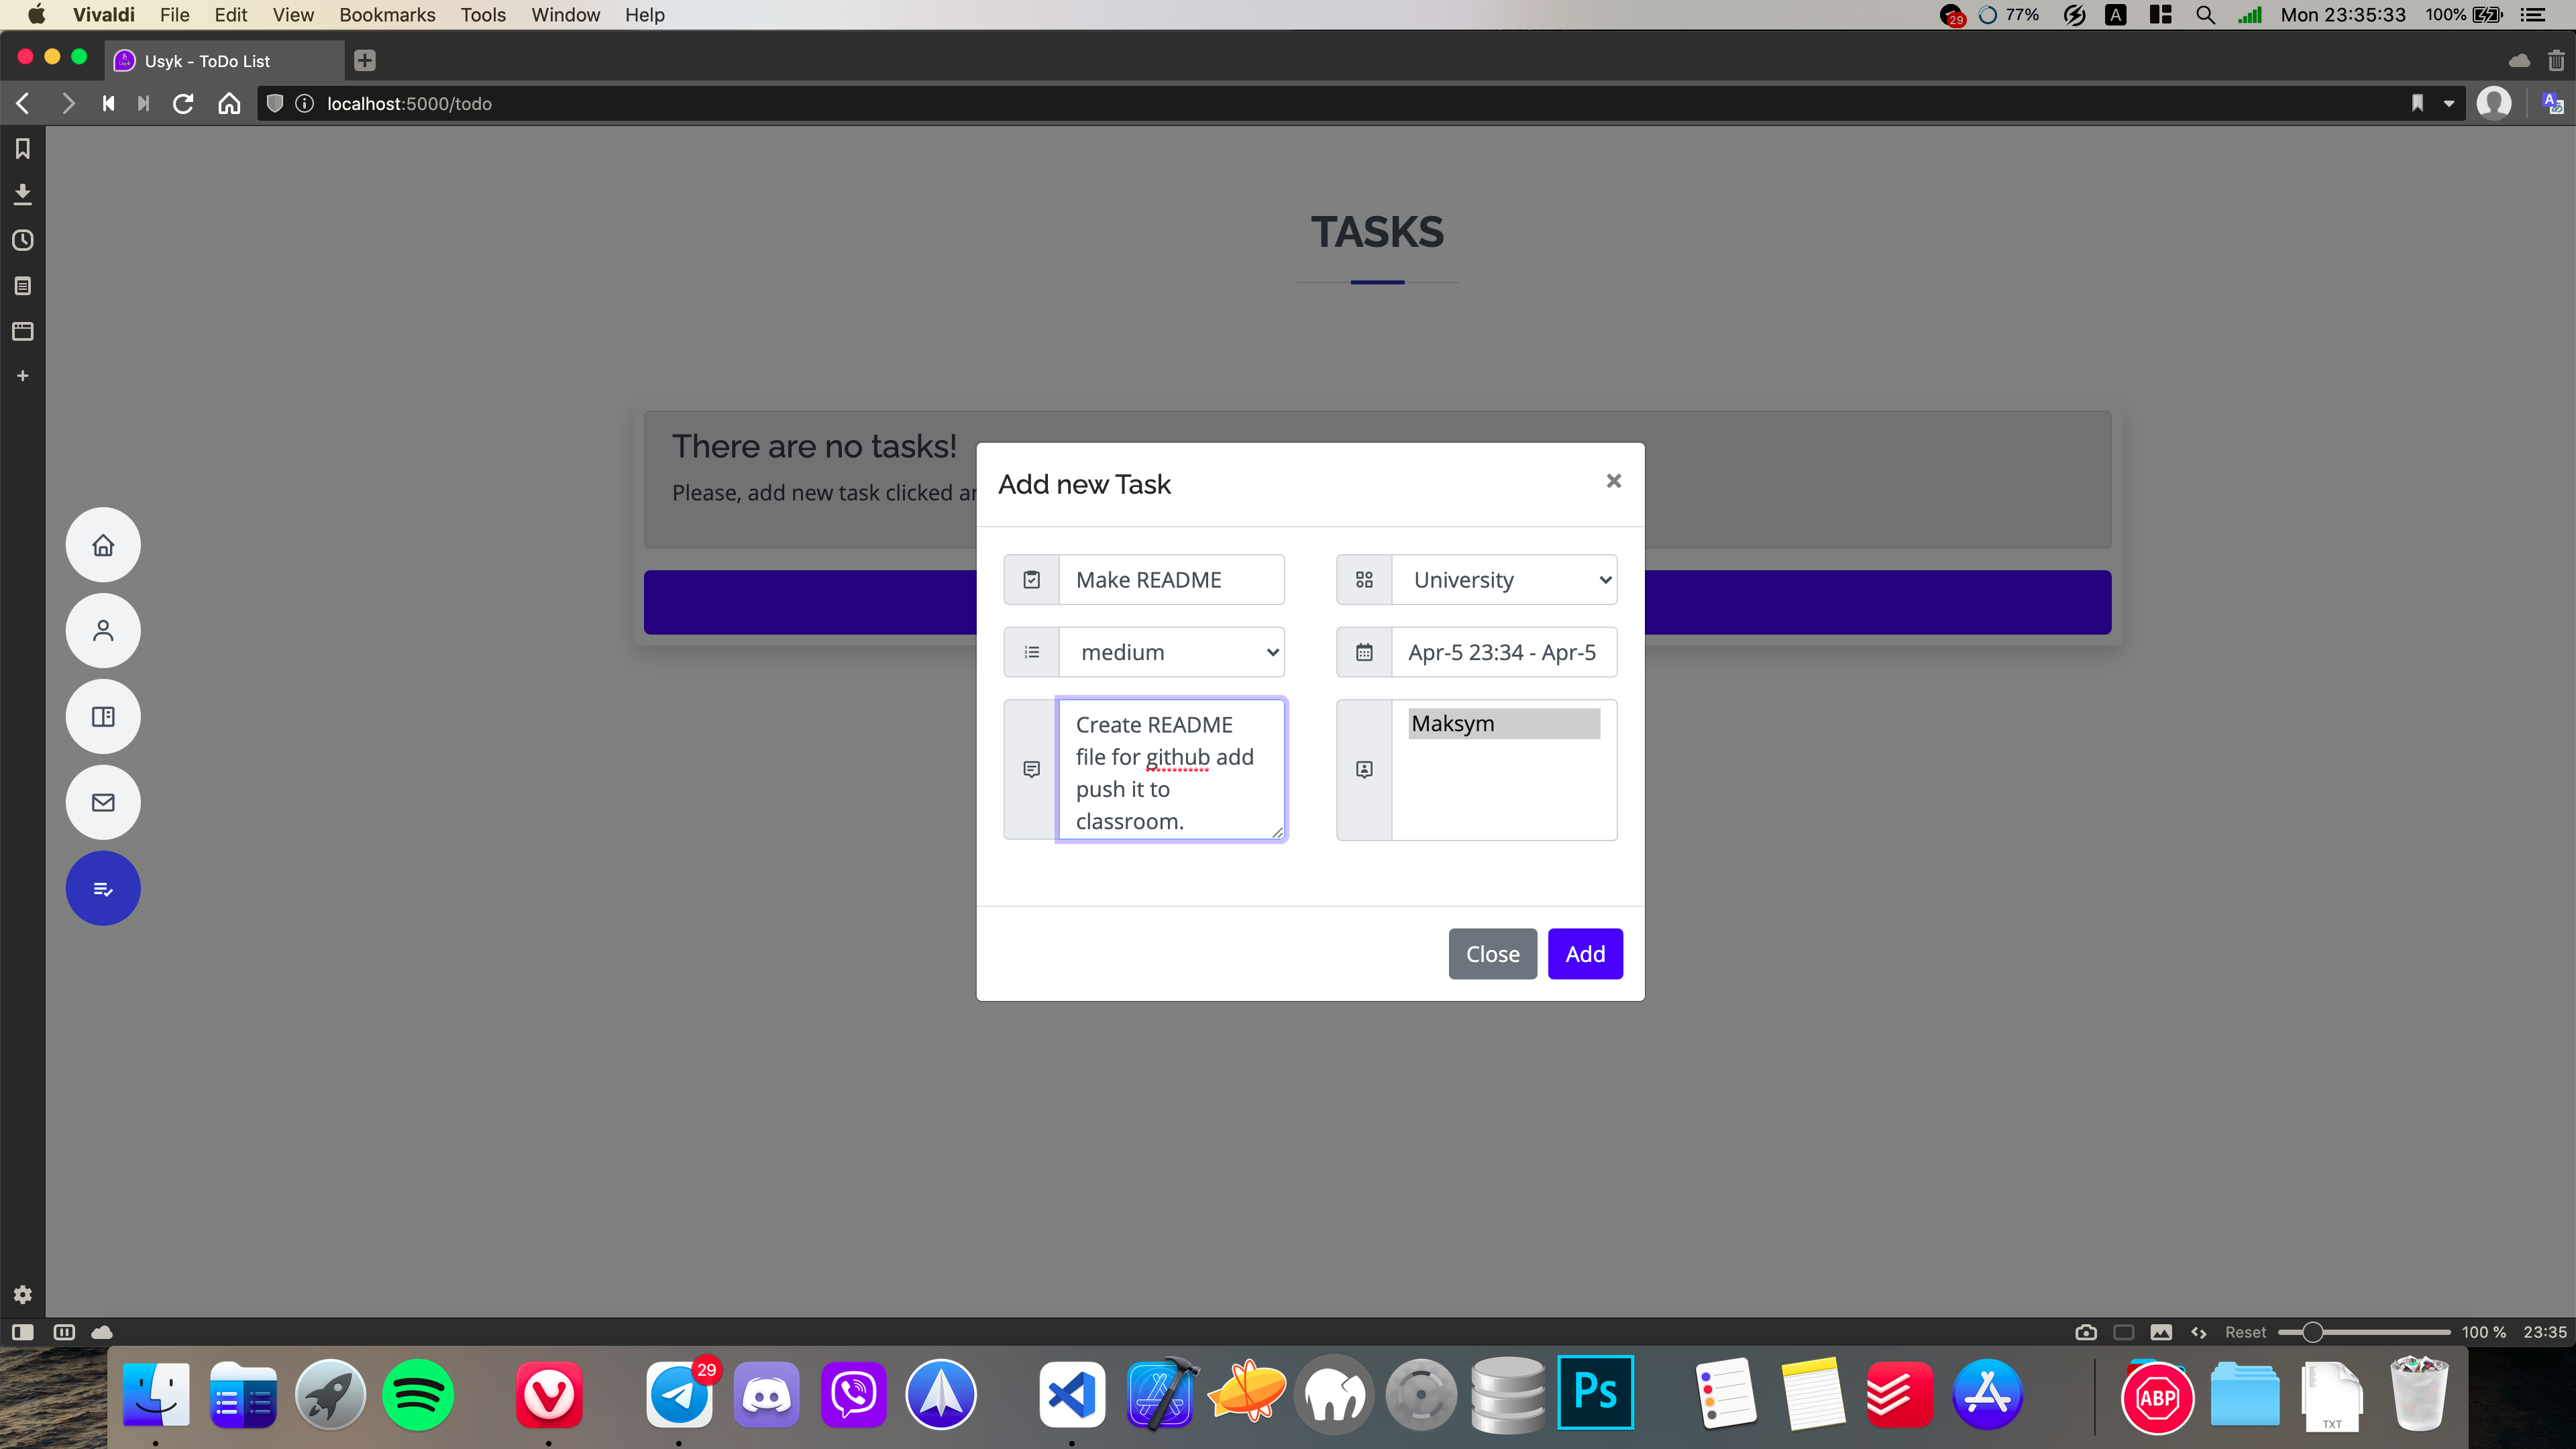 Vivaldi File Edit View Bookmarks Tools Window Help 29 77% A Mon 23:35:33 100%
Usyk - ToDo List
localhost:5000/todo
TASKS
There are no tasks!
Please, add new task clicked
Add new Task ×
Make README University
medium Apr-5 23:34 - Apr-5
Create README
file for github add
push it to
classroom.
Maksym
Close Add
Reset 100 % 23:35
29
Ps
ABP
TXT